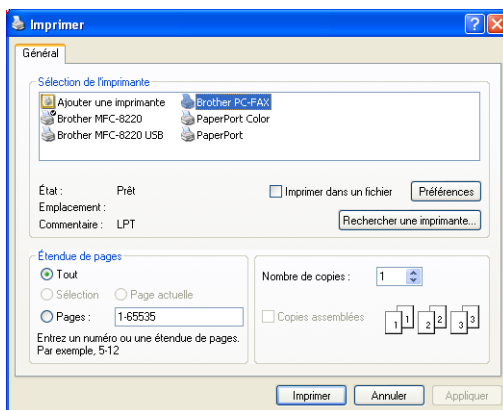 Imprimer
Général
Sélection de l'imprimante
Ajouter une imprimante
Brother PC-FAX
Brother MFC-8220
PaperPort Color
Brother MFC-8220 USB
PaperPort
État : Prêt
Imprimer dans un fichier
Préférences
Emplacement :
Commentaire : LPT
Rechercher une imprimante...
Étendue de pages
Tout
Sélection
Page actuelle
Pages : 1-65535
Entrez un numéro ou une étendue de pages.
Par exemple, 5-12
Nombre de copies : 1
Copies assemblées
1 1 2 2 3 3
Imprimer
Annuler
Appliquer